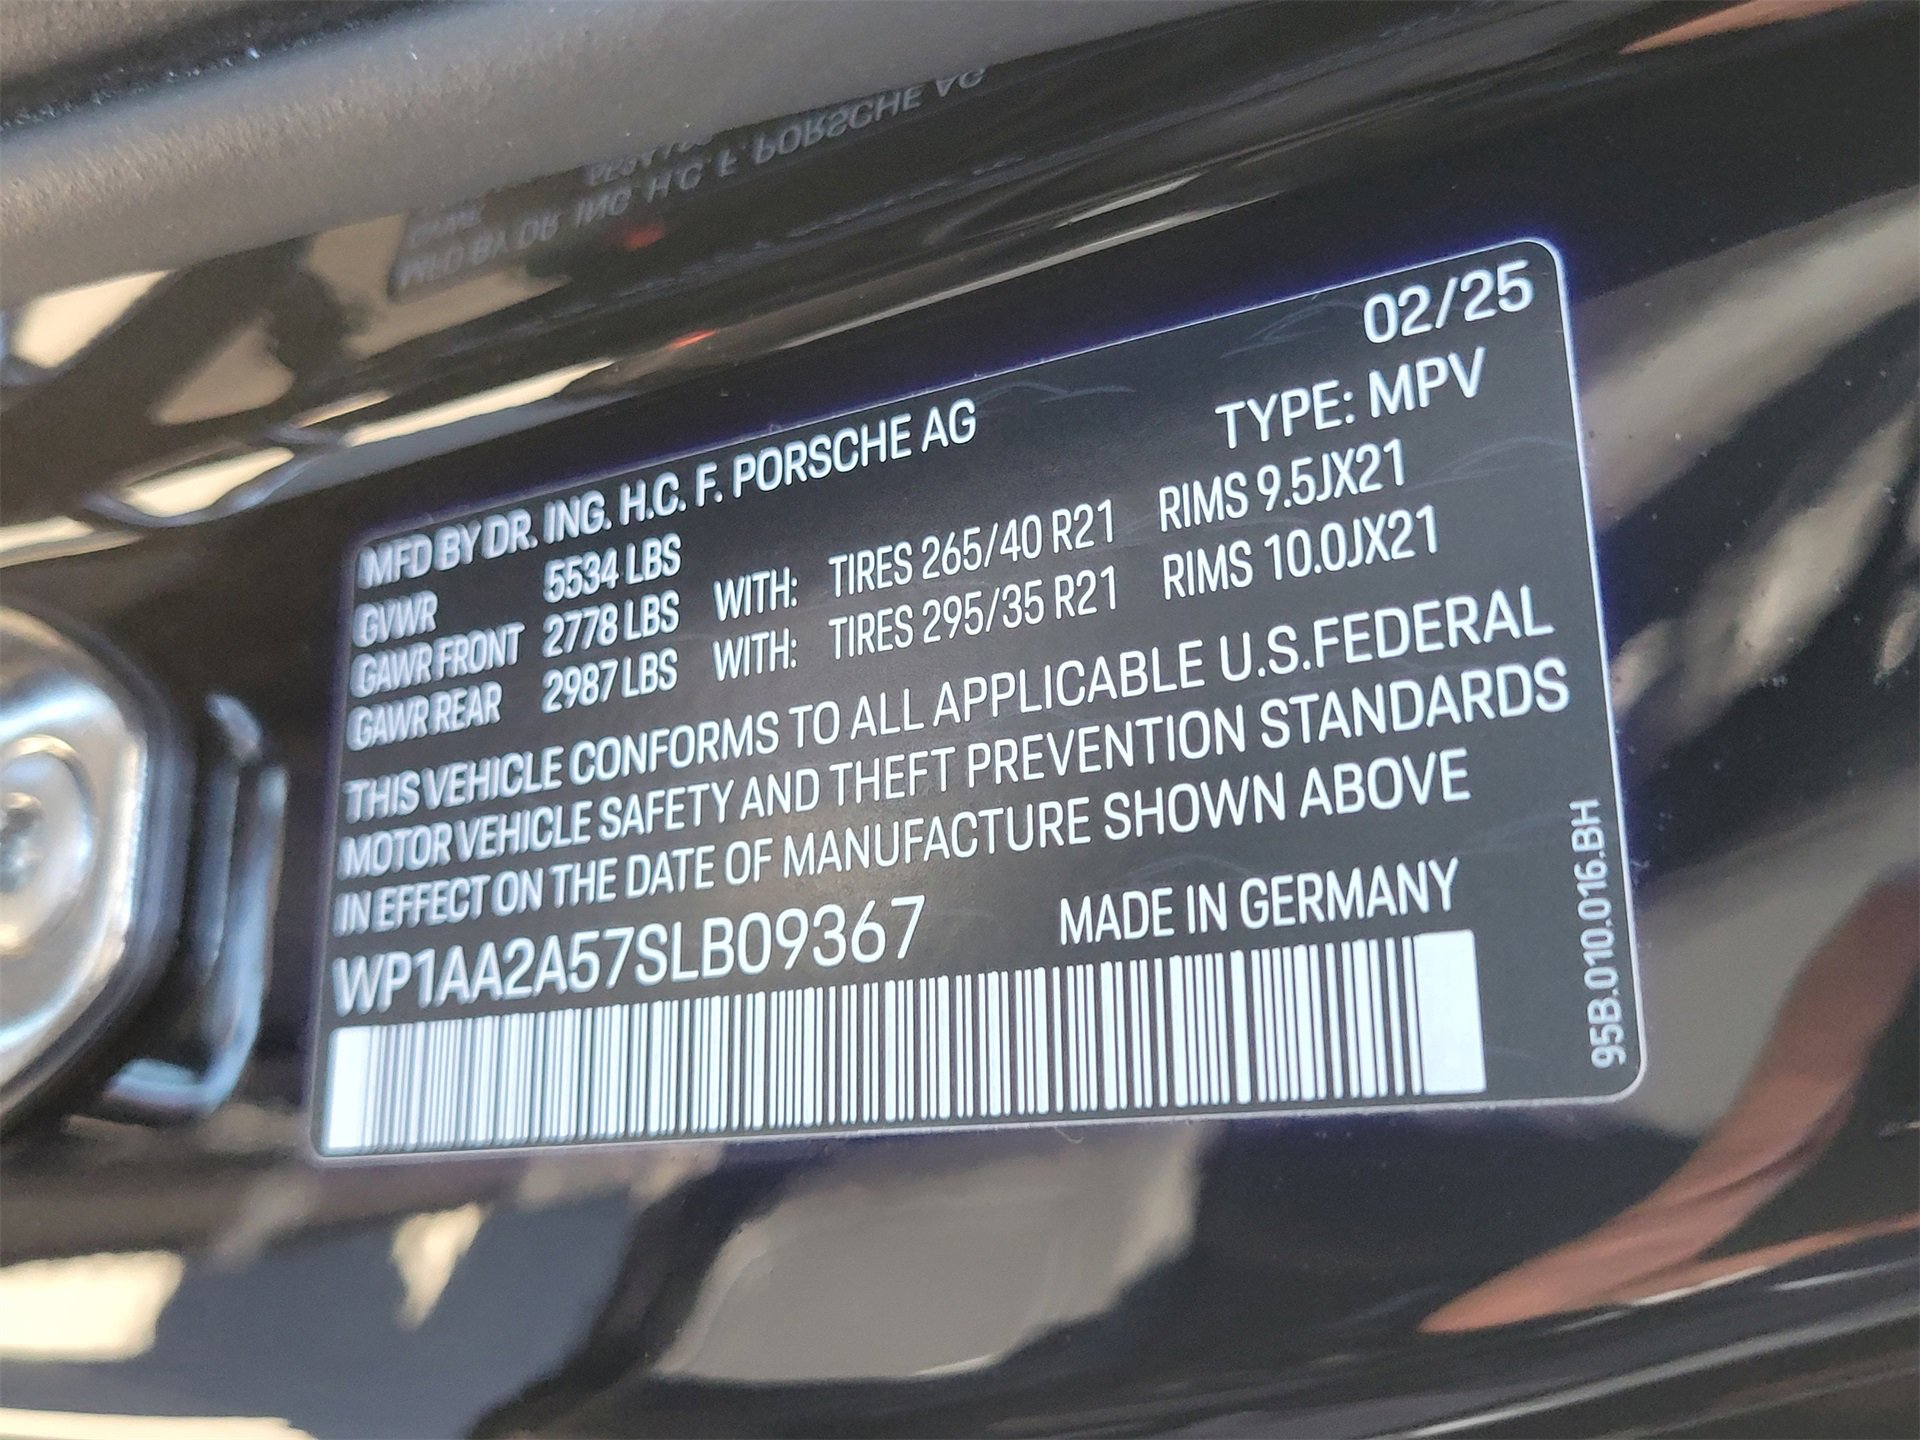 02/25
MFD BY DR. ING. H.C. F. PORSCHE AG TYPE: MPV
GVWR 5534 LBS
GAWR FRONT 2778 LBS WITH: TIRES 265/40 R21 RIMS 9.5JX21
GAWR REAR 2987 LBS WITH: TIRES 295/35 R21 RIMS 10.0JX21
THIS VEHICLE CONFORMS TO ALL APPLICABLE U.S.FEDERAL
MOTOR VEHICLE SAFETY AND THEFT PREVENTION STANDARDS
IN EFFECT ON THE DATE OF MANUFACTURE SHOWN ABOVE
WP1AA2A57SLB09367 MADE IN GERMANY
95B.010.016.BH